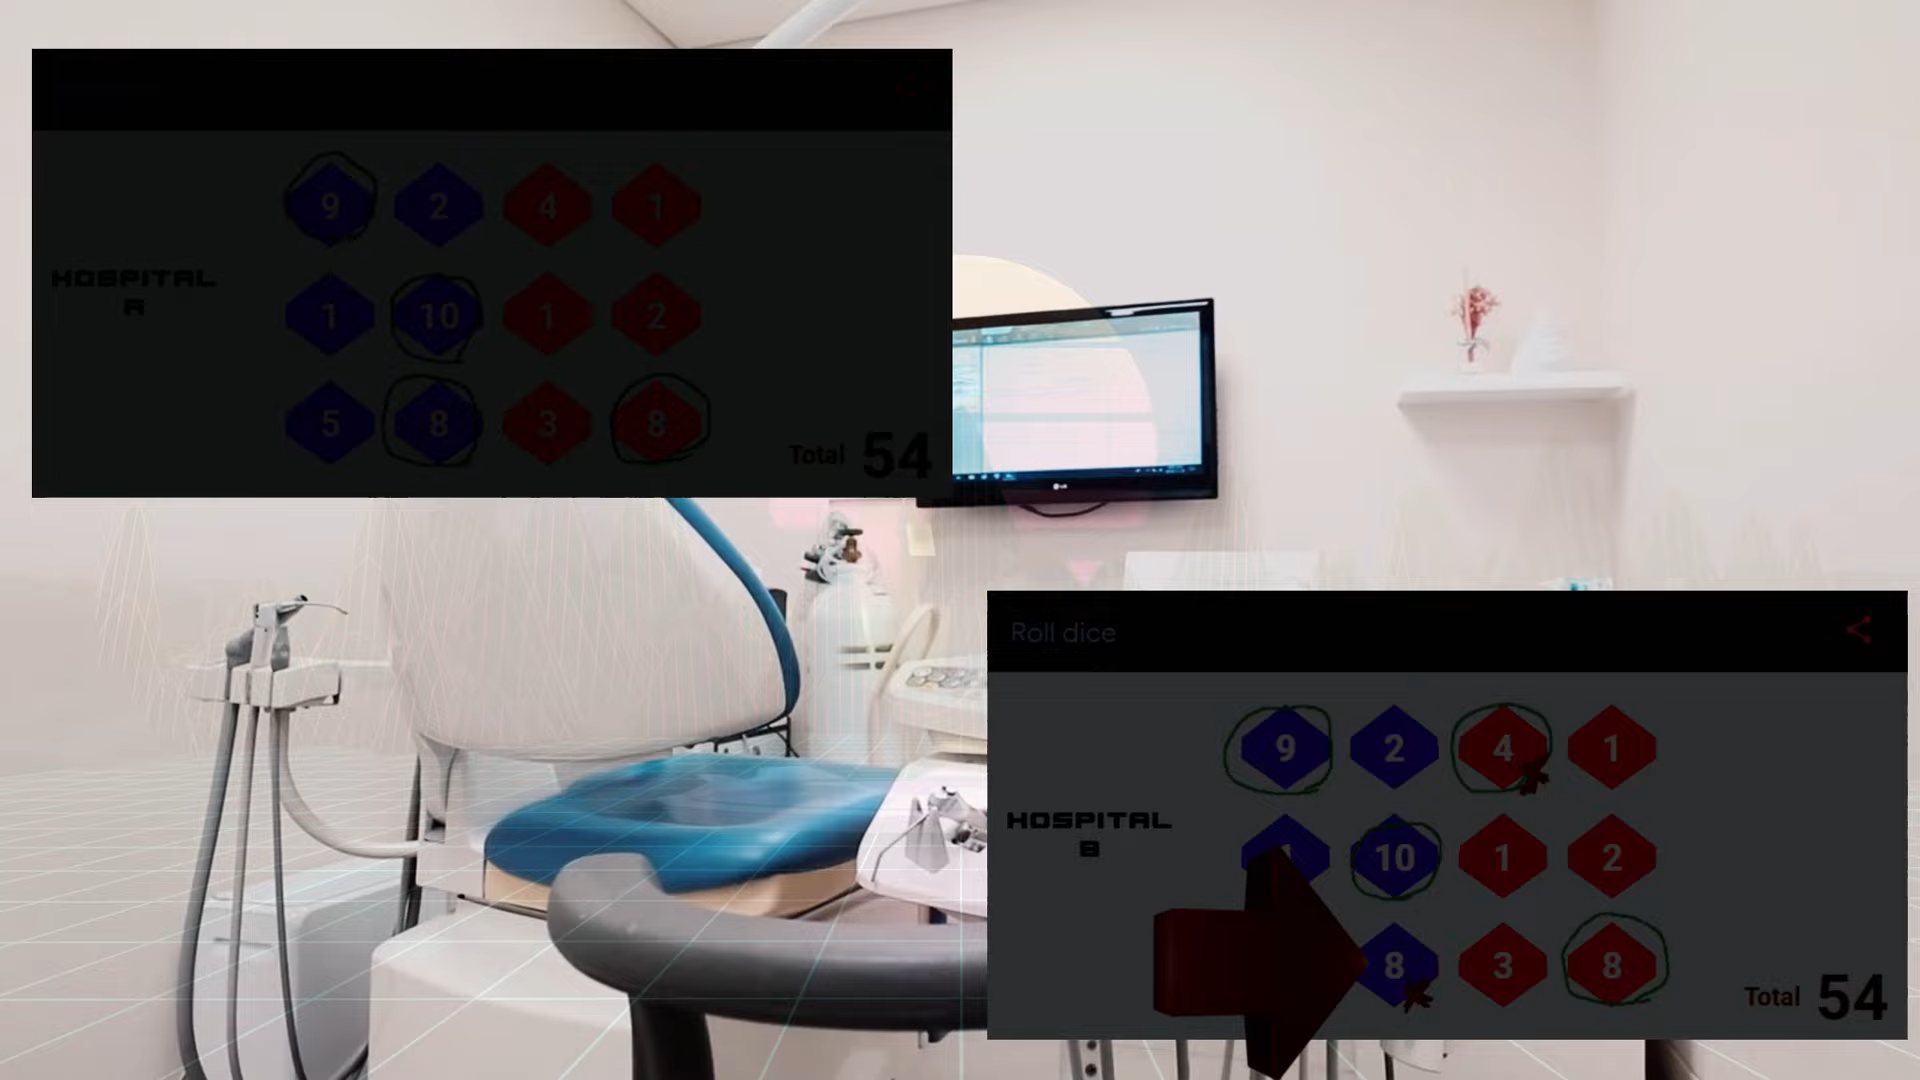 9 2 4 1
HOSPITAL
A
1 10 1 2
5 8 3 8
Total 54
LG
Roll dice
9 2 4 1
HOSPITAL
B
10 1 2
8 3 8
Total 54